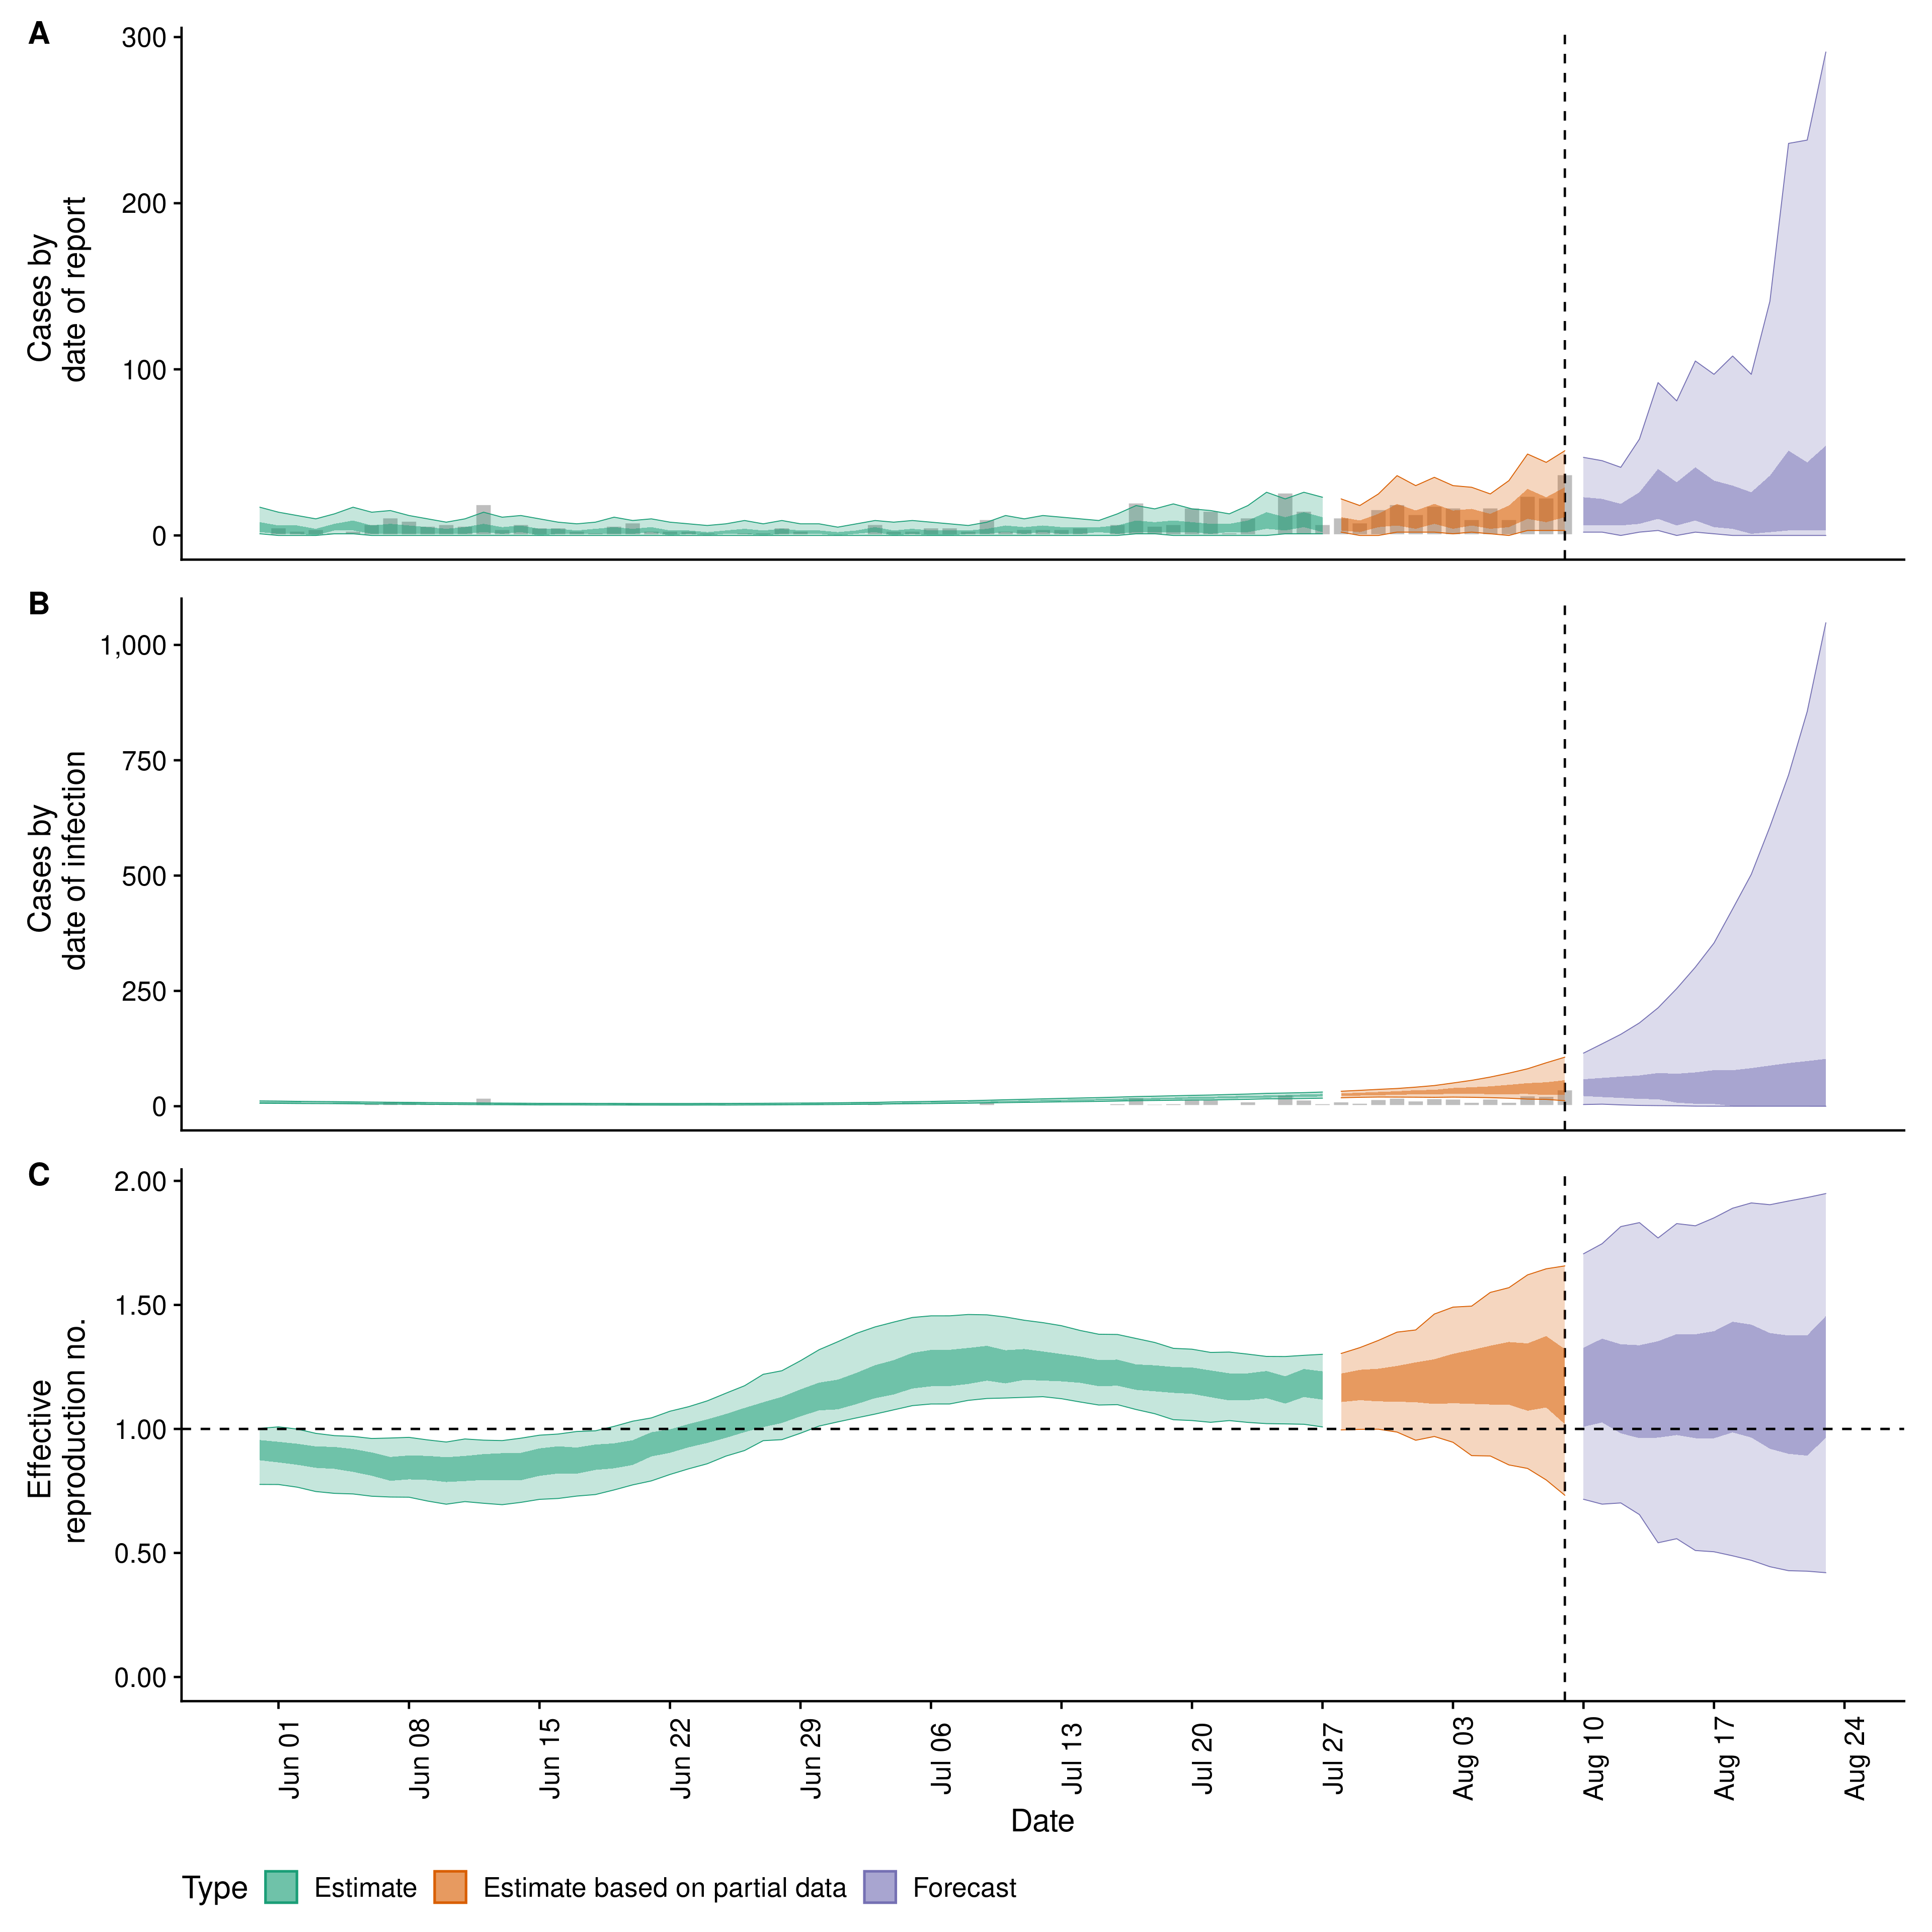 A
300
200
100
0
Cases by
date of report
B
1,000
750
500
250
0
Cases by
date of infection
C
2.00
1.50
1.00
0.50
0.00
Effective
reproduction no.
Jun 01
Jun 08
Jun 15
Jun 22
Jun 29
Jul 06
Jul 13
Jul 20
Jul 27
Aug 03
Aug 10
Aug 17
Aug 24
Date
Type Estimate Estimate based on partial data Forecast